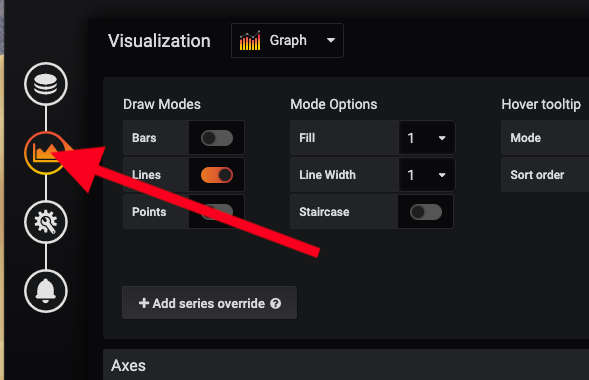 Visualization Graph
Draw Modes Mode Options Hover tooltip
Bars Fill 1 Mode
Lines Line Width 1 Sort order
Points Staircase
+ Add series override ?
Axes